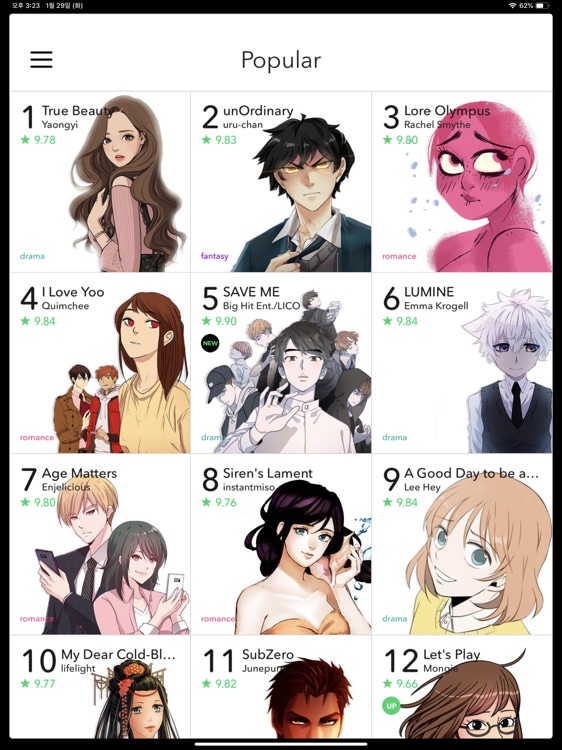 오후 3:23 1월 29일 (화)
62%
Popular
1 True Beauty
Yaongyi
★ 9.78
drama
2 unOrdinary
uru-chan
★ 9.83
fantasy
3 Lore Olympus
Rachel Smythe
★ 9.80
romance
4 I Love Yoo
Quimchee
★ 9.84
romance
5 SAVE ME
Big Hit Ent./LICO
★ 9.90
NEW
drama
6 LUMINE
Emma Krogell
★ 9.84
drama
7 Age Matters
Enjelicious
★ 9.80
romance
8 Siren's Lament
instantmiso
★ 9.76
romance
9 A Good Day to be a...
Lee Hey
★ 9.84
drama
10 My Dear Cold-Bl...
lifelight
★ 9.77
11 SubZero
Junepurrr
★ 9.82
12 Let's Play
Mongie
★ 9.66
UP